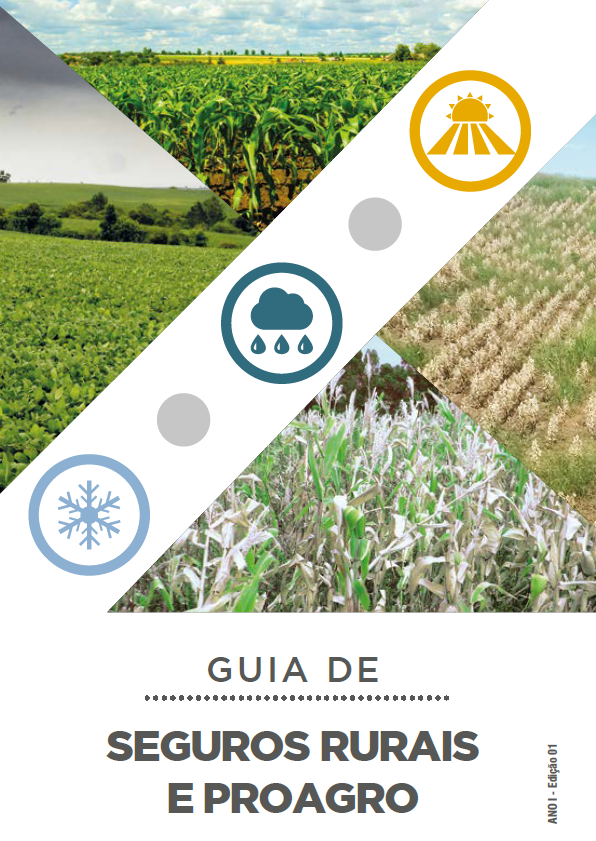 GUIA DE
SEGUROS RURAIS
E PROAGRO
ANO I - Edição 01